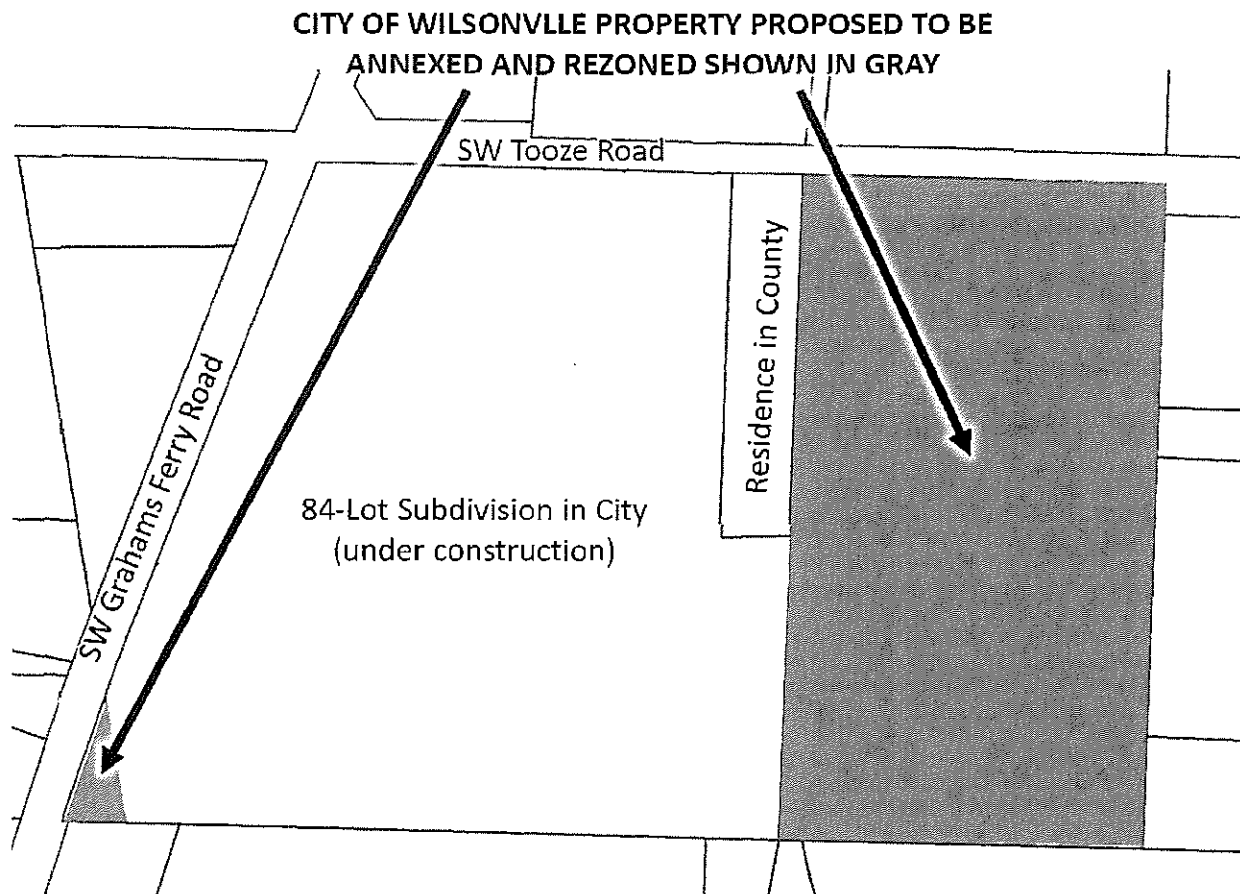 CITY OF WILSONVLLE PROPERTY PROPOSED TO BE
ANNEXED AND REZONED SHOWN IN GRAY
SW Tooze Road
Residence in County
SW Grahams Ferry Road
84-Lot Subdivision in City
(under construction)